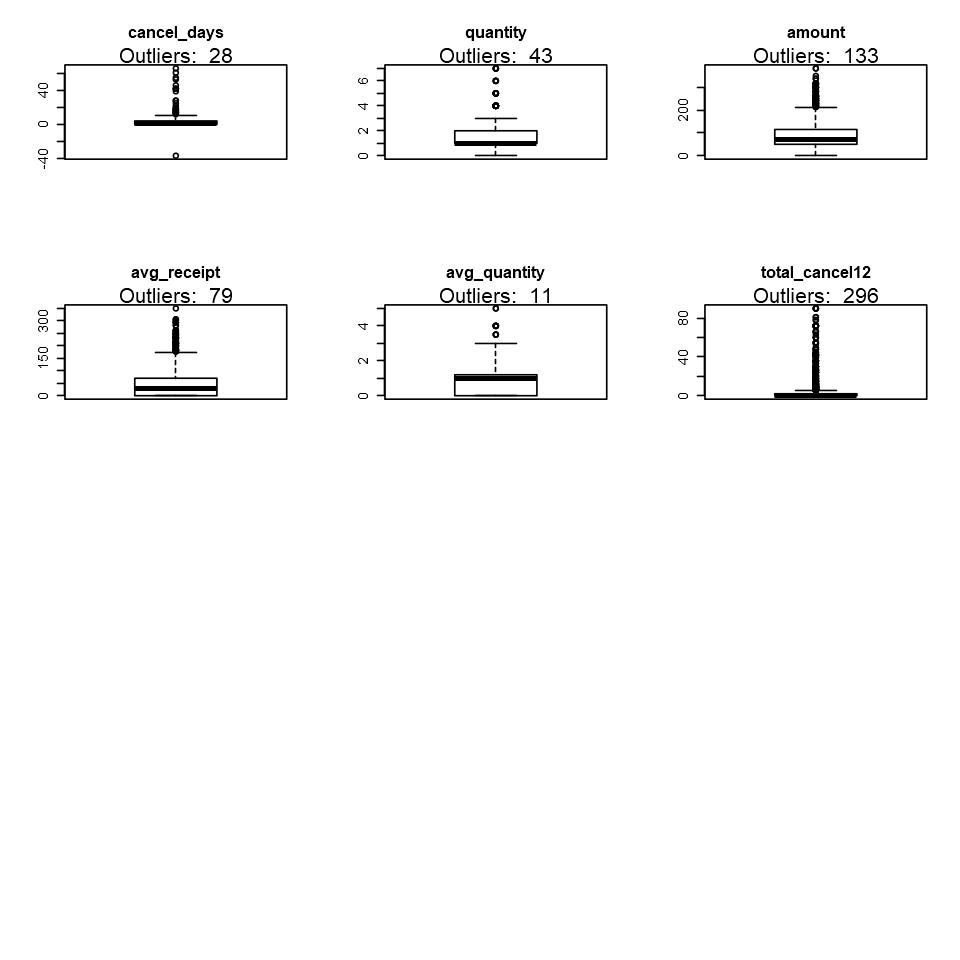 cancel_days
Outliers:  28
-40
0
40
quantity
Outliers:  43
0
2
4
6
amount
Outliers:  133
0
200
avg_receipt
Outliers:  79
0
150
300
avg_quantity
Outliers:  11
0
2
4
total_cancel12
Outliers:  296
0
40
80